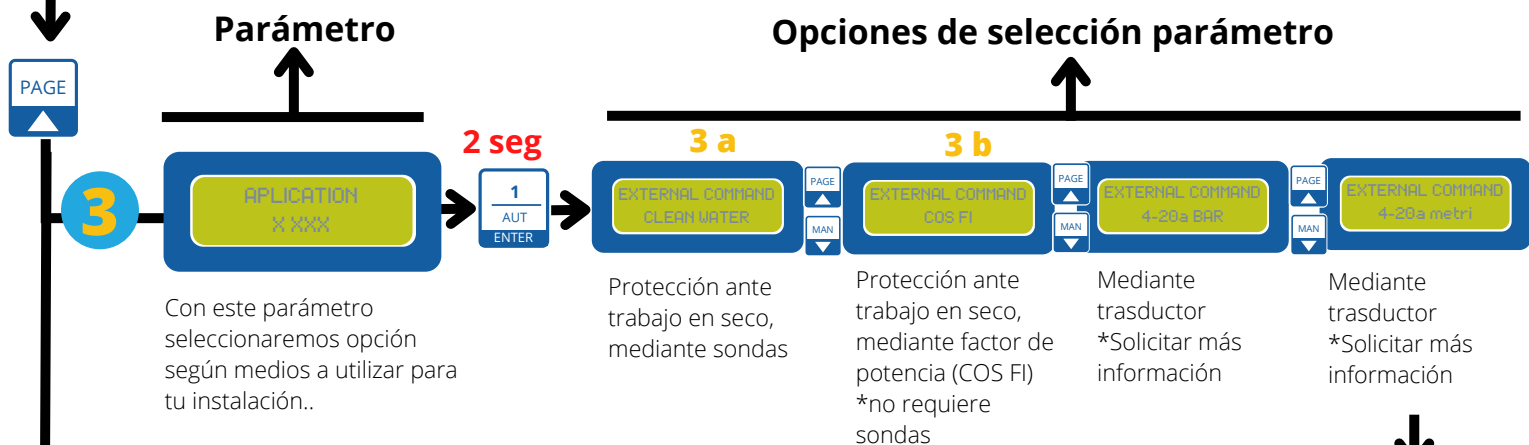 Parámetro
Opciones de selección parámetro
PAGE
2 seg
3 a
3 b
3
APLICATION
X XXX
1
AUT
ENTER
EXTERNAL COMMAND
CLEAN WATER
PAGE
MAN
EXTERNAL COMMAND
COS FI
PAGE
MAN
EXTERNAL COMMAND
4-20a BAR
PAGE
MAN
EXTERNAL COMMAND
4-20a metri
Con este parámetro
seleccionaremos opción
según medios a utilizar para
tu instalación..
Protección ante
trabajo en seco,
mediante sondas
Protección ante
trabajo en seco,
mediante factor de
potencia (COS FI)
*no requiere
sondas
Mediante
trasductor
*Solicitar más
información
Mediante
trasductor
*Solicitar más
información